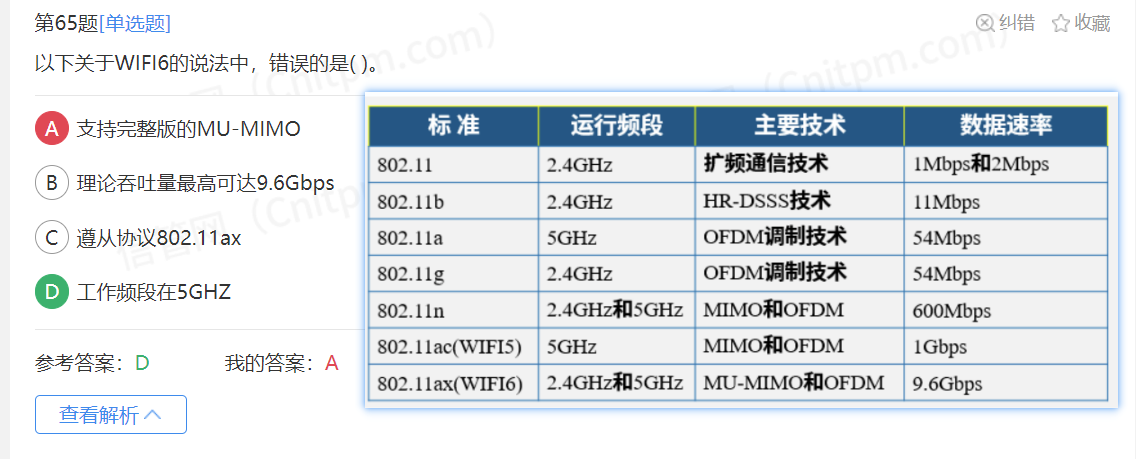 第65题[单选题] 纠错 收藏
以下关于WIFI6的说法中，错误的是( )。
A 支持完整版的MU-MIMO
B 理论吞吐量最高可达9.6Gbps
C 遵从协议802.11ax
D 工作频段在5GHZ
参考答案：D 我的答案：A
查看解析
标 准 运行频段 主要技术 数据速率
802.11 2.4GHz 扩频通信技术 1Mbps和2Mbps
802.11b 2.4GHz HR-DSSS技术 11Mbps
802.11a 5GHz OFDM调制技术 54Mbps
802.11g 2.4GHz OFDM调制技术 54Mbps
802.11n 2.4GHz和5GHz MIMO和OFDM 600Mbps
802.11ac(WIFI5) 5GHz MIMO和OFDM 1Gbps
802.11ax(WIFI6) 2.4GHz和5GHz MU-MIMO和OFDM 9.6Gbps
信管网（Cnitpm.com）